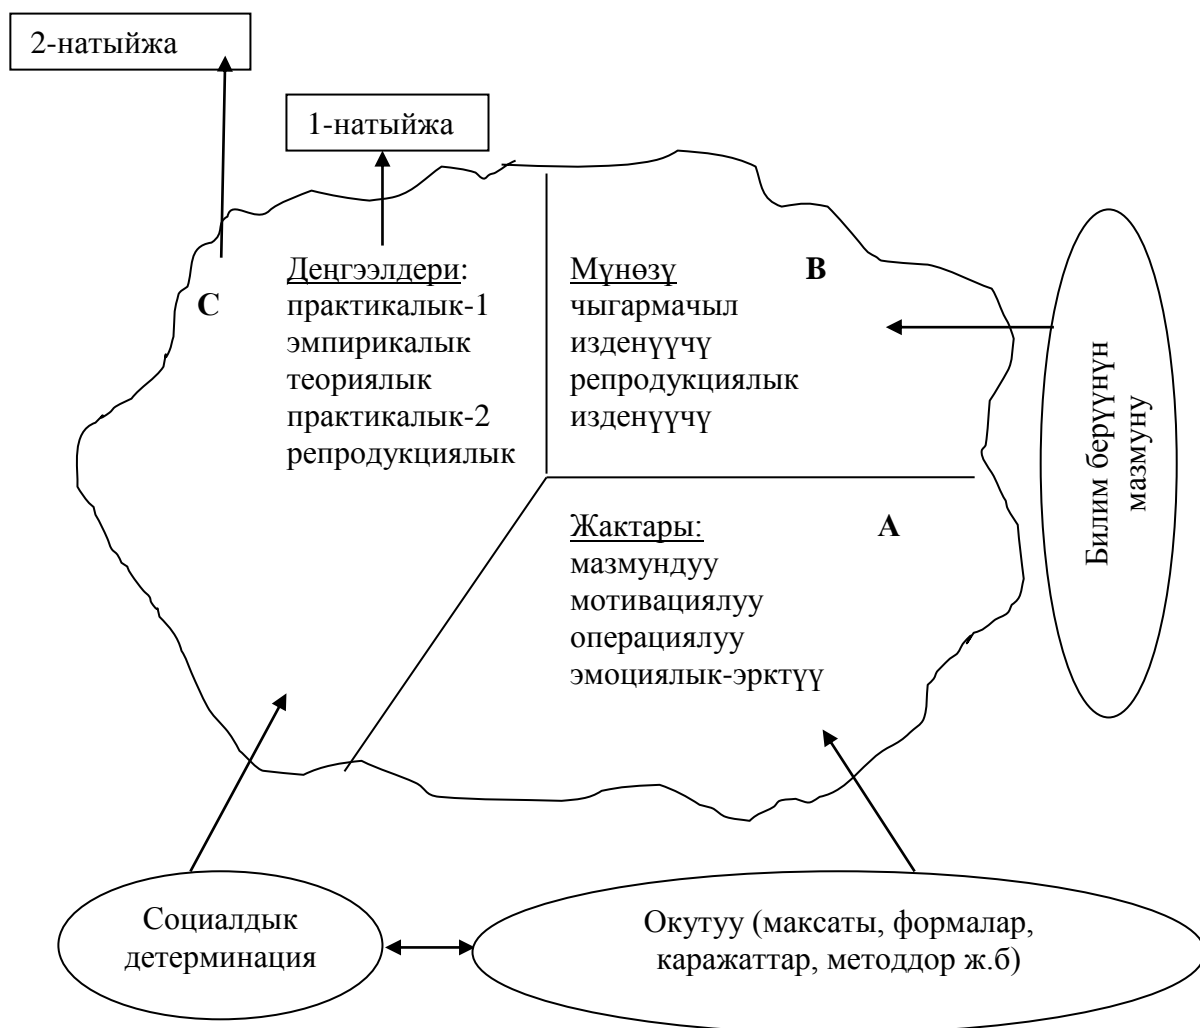 2-натыйжа
1-натыйжа
Деңгээлдери:
практикалык-1
эмпирикалык
теориялык
практикалык-2
репродукциялык
С
Мүнөзү
чыгармачыл
изденүүчү
репродукциялык
изденүүчү
В
Билим берүүнүн
мазмуну
Жактары:
мазмундуу
мотивациялуу
операциялуу
эмоциялык-эрктүү
А
Социалдык
детерминация
Окутуу (максаты, формалар,
каражаттар, методдор ж.б)